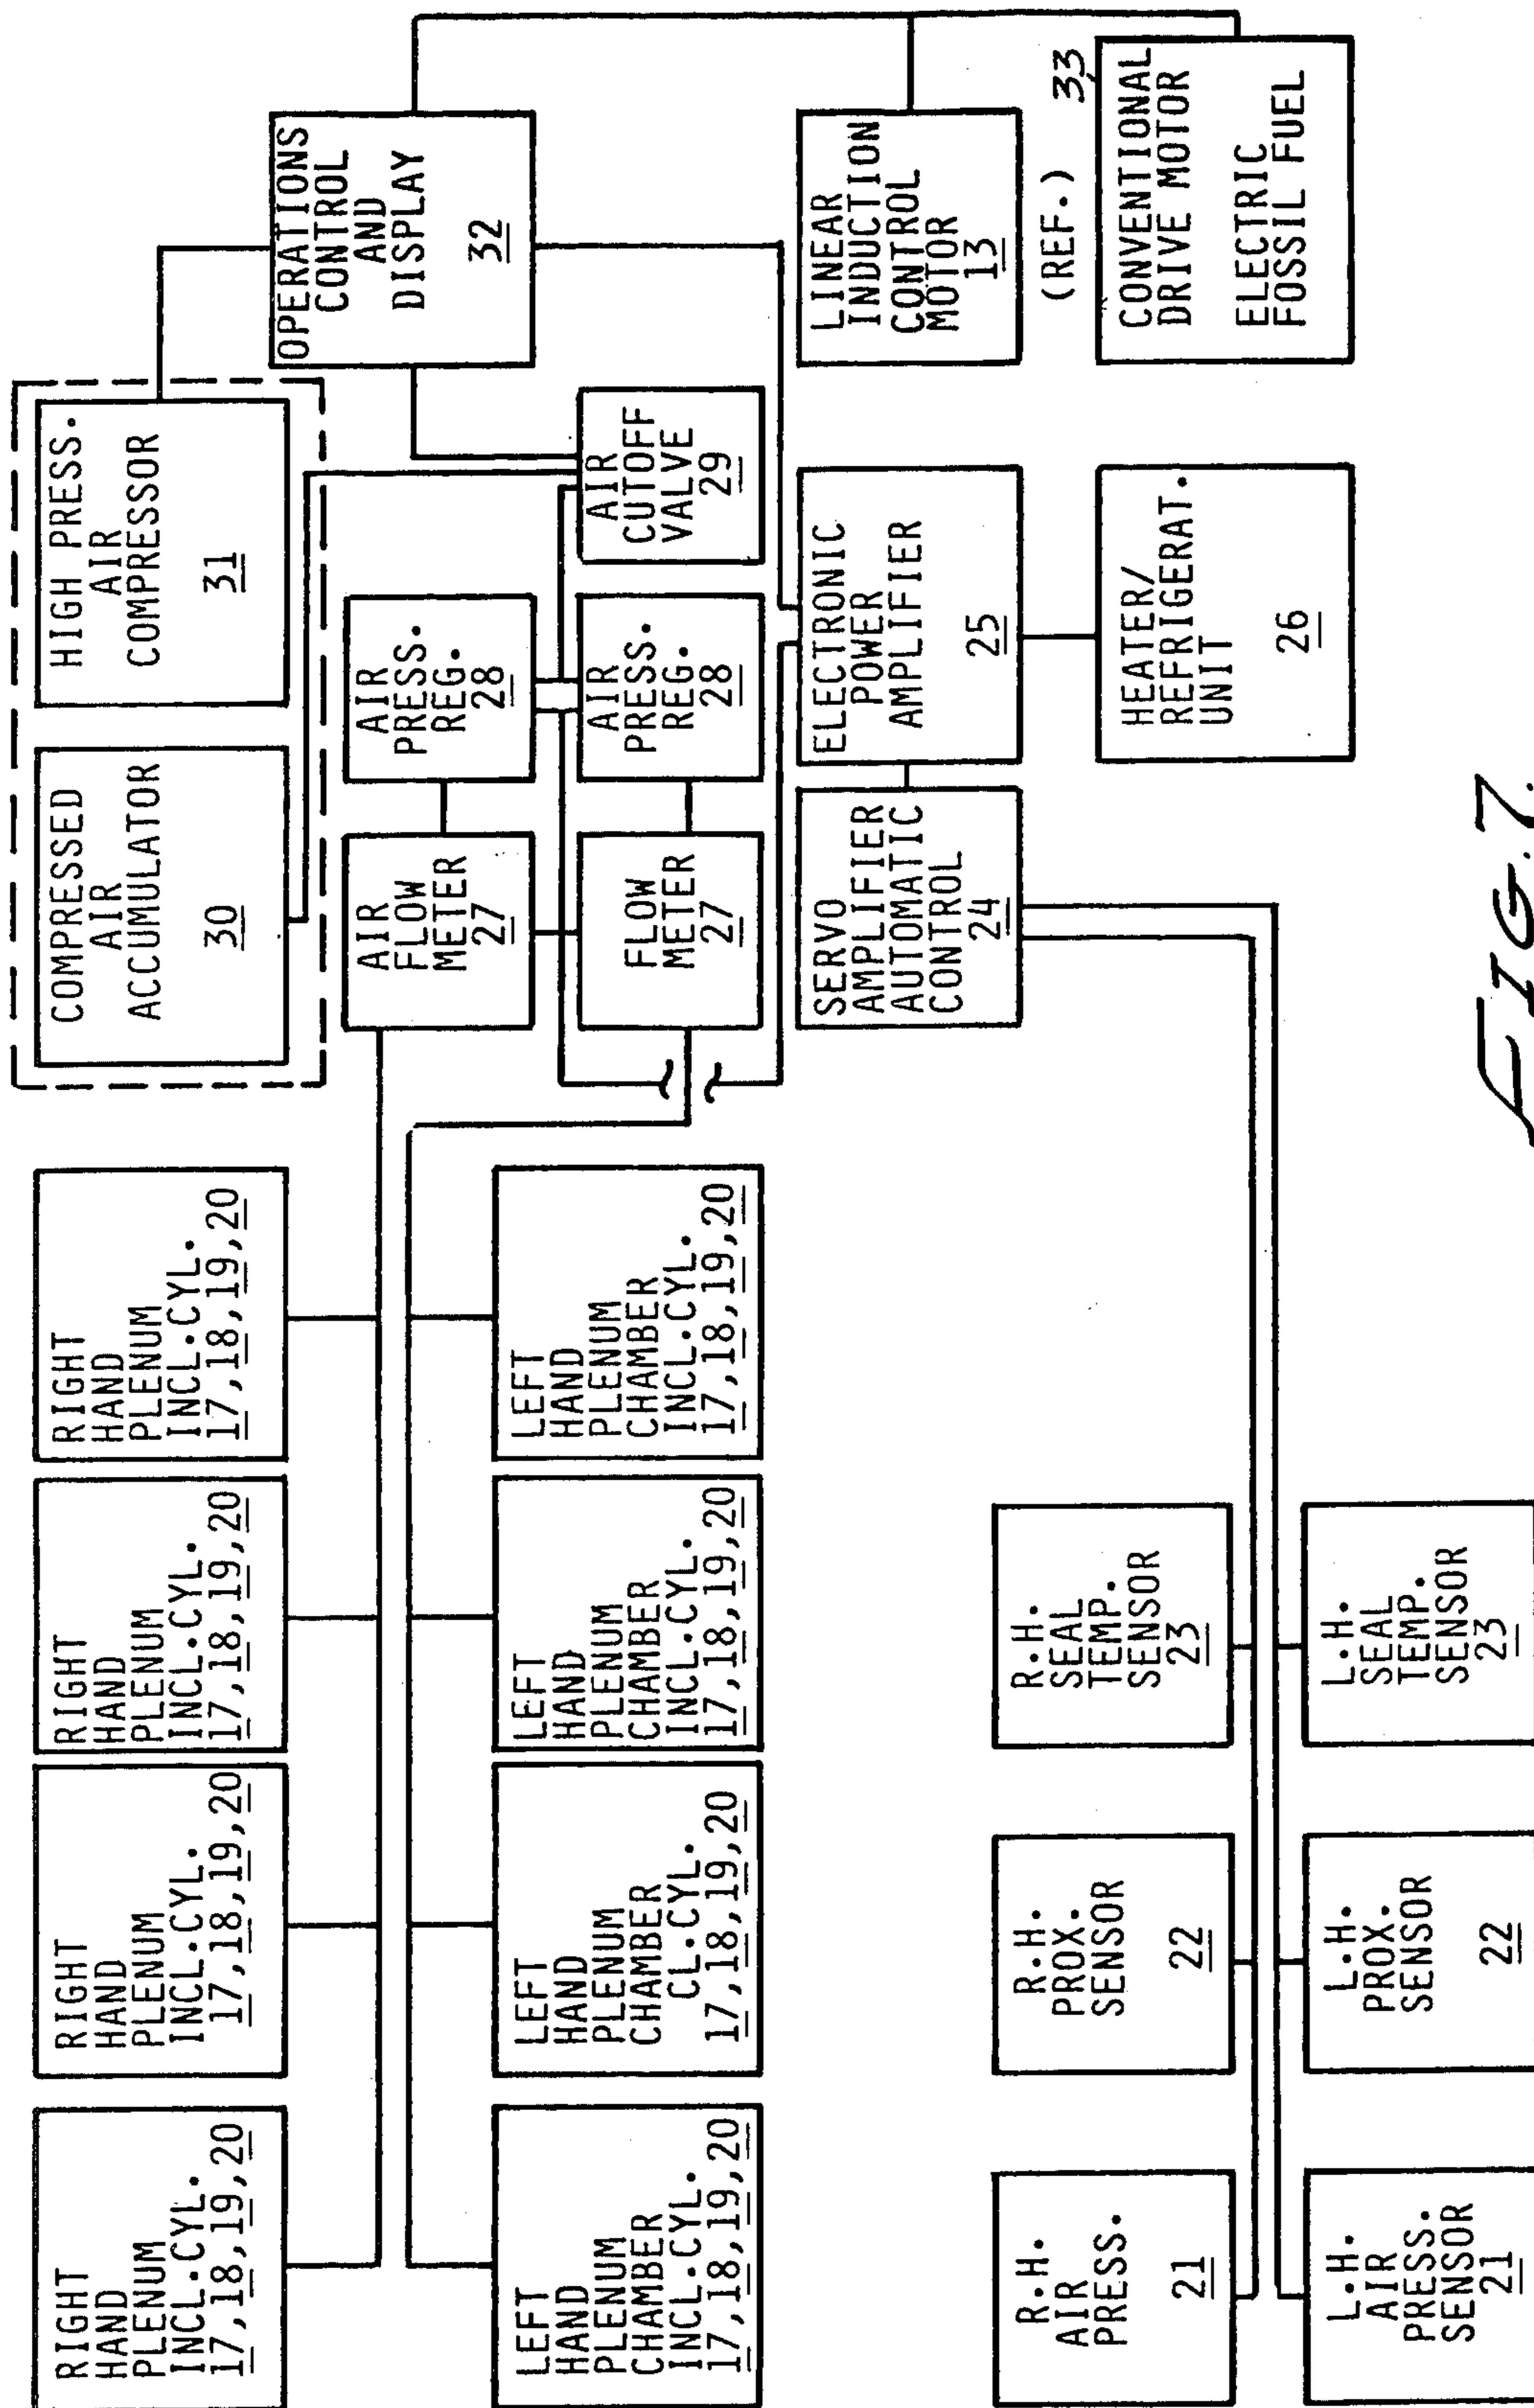 RIGHT
HAND
PLENUM
INCL.CYL.
17,18,19,20
RIGHT
HAND
PLENUM
INCL.CYL.
17,18,19,20
RIGHT
HAND
PLENUM
INCL.CYL.
17,18,19,20
RIGHT
HAND
PLENUM
INCL.CYL.
17,18,19,20
COMPRESSED
AIR
ACCUMULATOR
30
HIGH PRESS.
AIR
COMPRESSOR
31
OPERATIONS
CONTROL
AND
DISPLAY
32
AIR
FLOW
METER
27
AIR
PRESS.
REG.
28
LEFT
HAND
PLENUM
CHAMBER
INCL.CYL.
17,18,19,20
LEFT
HAND
PLENUM
CHAMBER
CL.CYL.
17,18,19,20
LEFT
HAND
PLENUM
CHAMBER
INCL.CYL.
17,18,19,20
LEFT
HAND
PLENUM
CHAMBER
INCL.CYL.
17,18,19,20
FLOW
METER
27
AIR
PRESS.
REG.
28
AIR
CUTOFF
VALVE
29
SERVO
AMPLIFIER
AUTOMATIC
CONTROL
24
ELECTRONIC
POWER
AMPLIFIER
25
LINEAR
INDUCTION
CONTROL
MOTOR
13
(REF.)
33
R.H.
AIR
PRESS.
21
R.H.
PROX.
SENSOR
22
R.H.
SEAL
TEMP.
SENSOR
23
HEATER/
REFRIGERAT.
UNIT
26
CONVENTIONAL
DRIVE MOTOR
ELECTRIC
FOSSIL FUEL
L.H.
AIR
PRESS.
SENSOR
21
L.H.
PROX.
SENSOR
22
L.H.
SEAL
TEMP.
SENSOR
23
FIG.7.